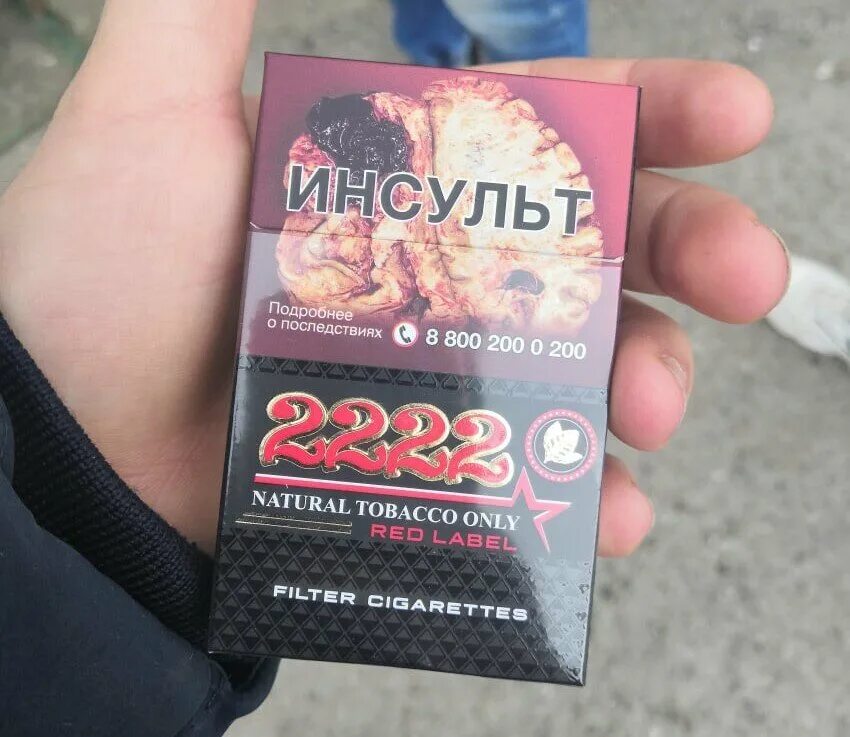 ИНСУЛЬТ
Подробнее
о последствиях 8 800 200 0 200
2222
NATURAL TOBACCO ONLY
RED LABEL
FILTER CIGARETTES